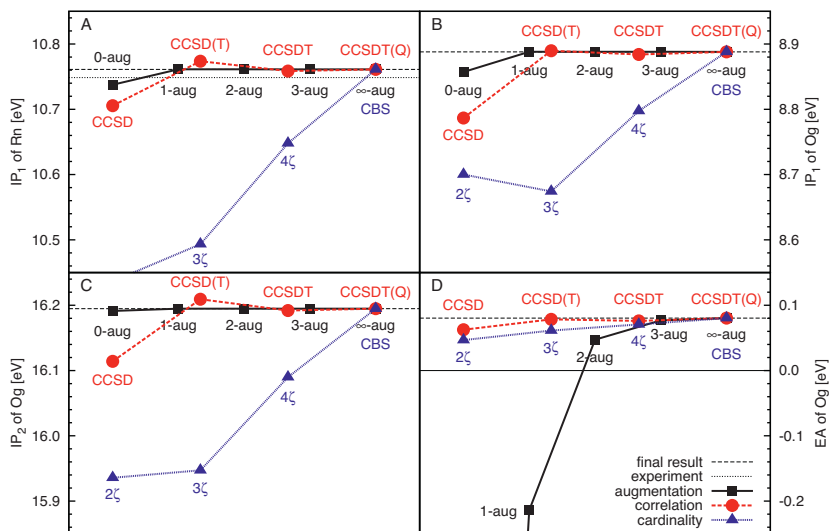 A
10.8
10.7
10.6
10.5
IP1 of Rn [eV]
0-aug
1-aug
2-aug
3-aug
∞-aug
CCSD
CCSD(T)
CCSDT
CCSDT(Q)
CBS
3ζ
4ζ
B
8.9
8.8
8.7
8.6
IP1 of Og [eV]
0-aug
1-aug
2-aug
3-aug
∞-aug
CCSD
CCSD(T)
CCSDT
CCSDT(Q)
CBS
2ζ
3ζ
4ζ
C
16.2
16.1
16.0
15.9
IP2 of Og [eV]
0-aug
1-aug
2-aug
3-aug
∞-aug
CCSD
CCSD(T)
CCSDT
CCSDT(Q)
CBS
2ζ
3ζ
4ζ
D
0.1
0.0
-0.1
-0.2
EA of Og [eV]
CCSD
CCSD(T)
CCSDT
CCSDT(Q)
2ζ
3ζ
4ζ
1-aug
2-aug
3-aug
∞-aug
CBS
final result
experiment
augmentation
correlation
cardinality